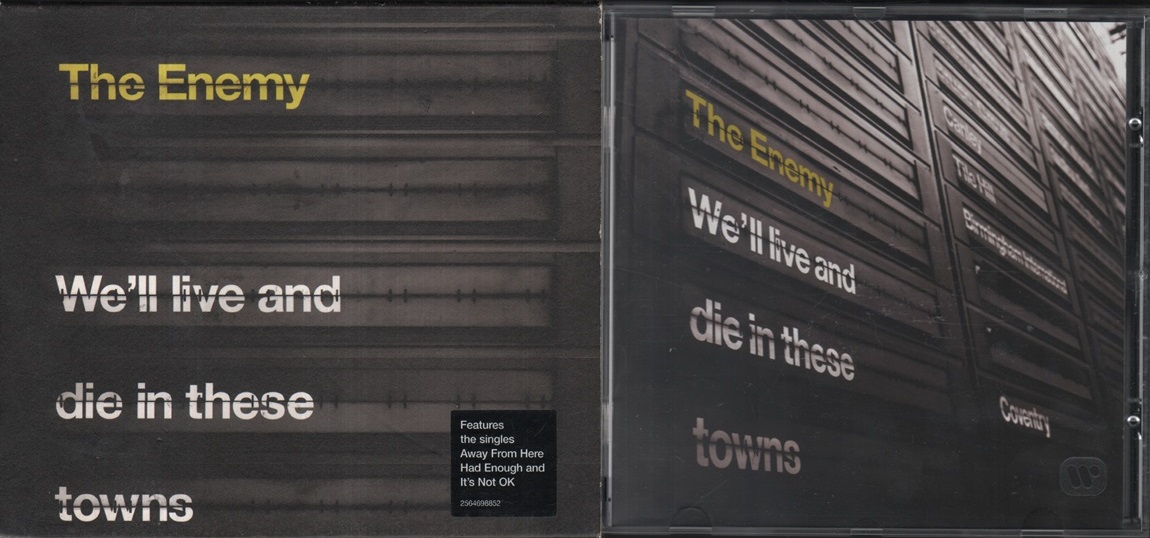 The Enemy
We'll live and
die in these
towns
Features
the singles
Away From Here
Had Enough and
It's Not OK
2564698852
The Enemy
We'll live and
die in these
towns
Canley
Tile Hill
Birmingham International
Coventry